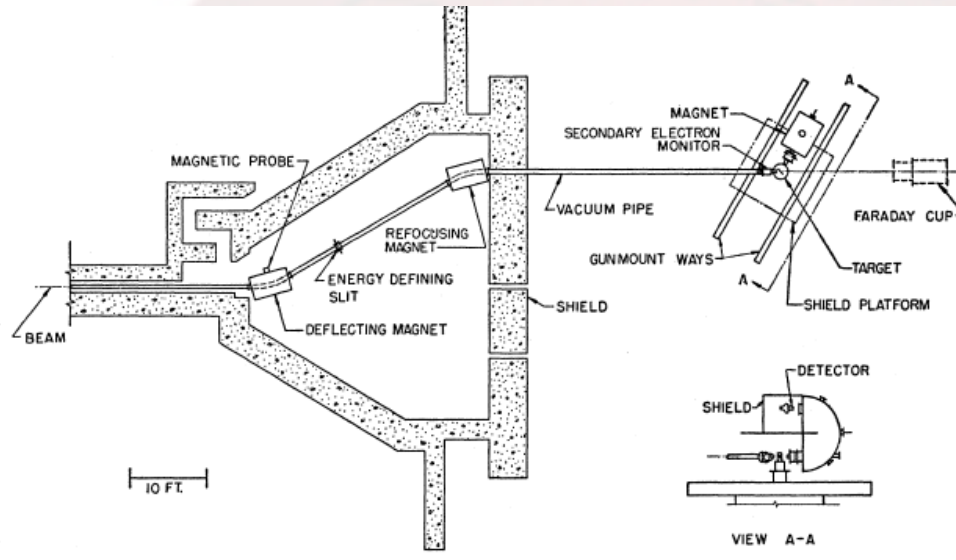 A
MAGNET
SECONDARY ELECTRON
MONITOR
MAGNETIC PROBE
VACUUM PIPE
FARADAY CUP
REFOCUSING
MAGNET
GUNMOUNT WAYS
TARGET
ENERGY DEFINING
SLIT
A
SHIELD PLATFORM
SHIELD
BEAM
DEFLECTING MAGNET
DETECTOR
SHIELD
10 FT.
VIEW A-A